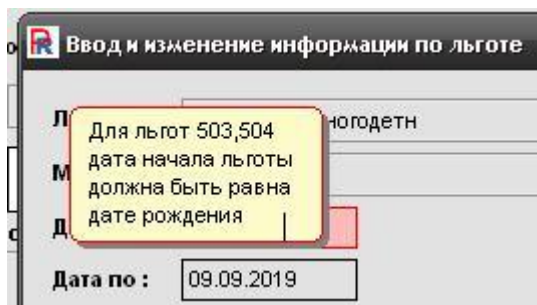 Ввод и изменение информации по льготе
Для льгот 503,504
дата начала льготы
должна быть равна
дате рождения
Дата по : 09.09.2019